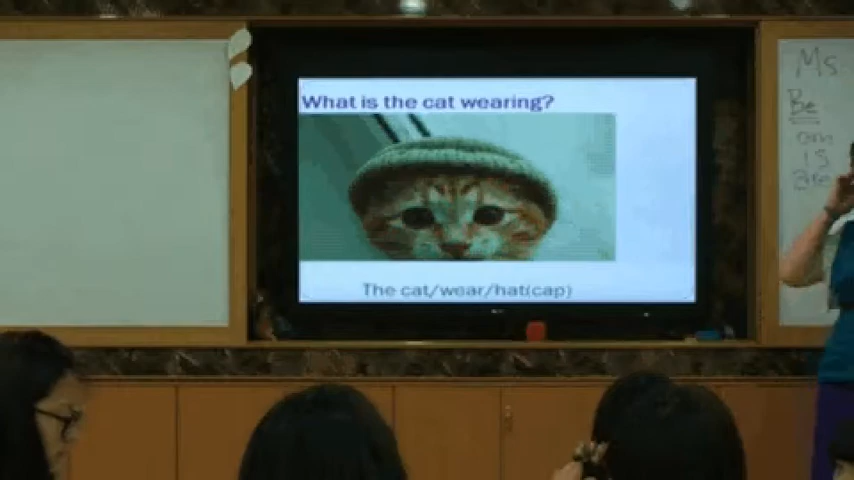 What is the cat wearing?
The cat/wear/hat(cap)
Ms
Be
am
is
are